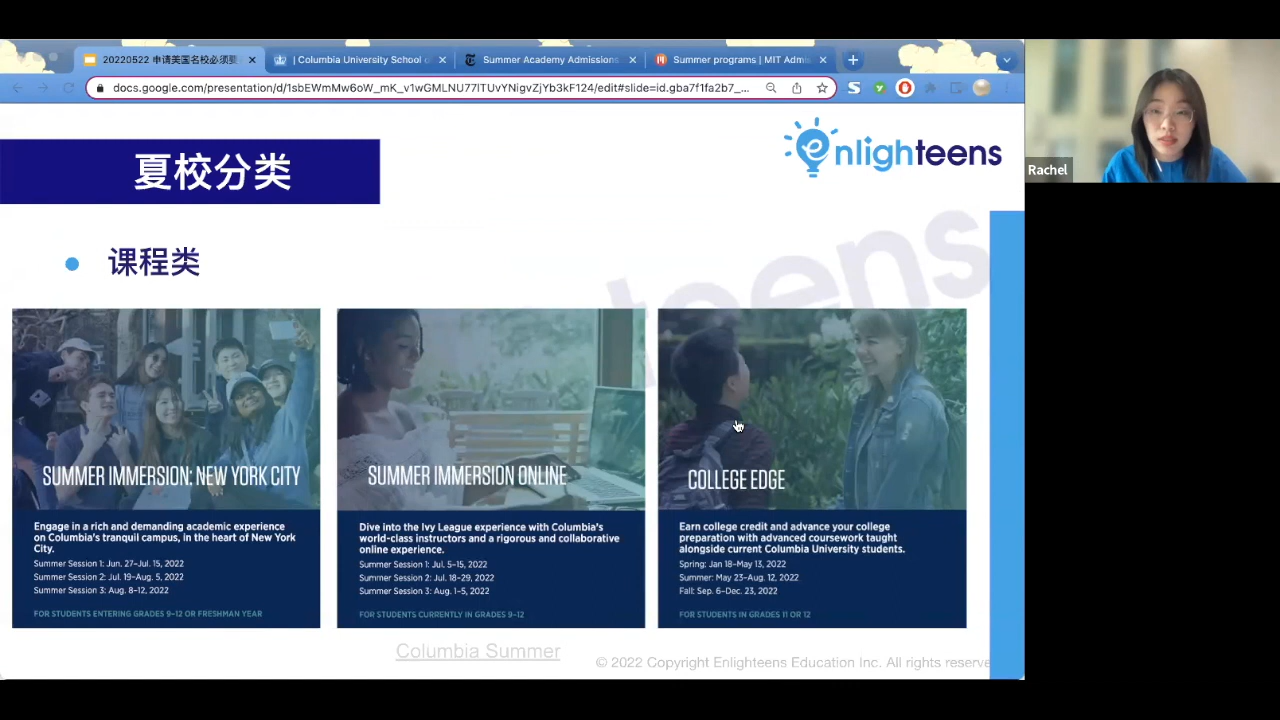 20220522 申请美国名校必须要
| Columbia University School o
Summer Academy Admissions
Summer programs | MIT Admis
docs.google.com/presentation/d/1sbEWmMw6oW_mK_v1wGMLNU77lTUvYNigvZjYb3kF124/edit#slide=id.gba7f1fa2b7_...
夏校分类
enlighteens
Rachel
课程类
teens
SUMMER IMMERSION: NEW YORK CITY
Engage in a rich and demanding academic experience
on Columbia's tranquil campus, in the heart of New York
City.
Summer Session 1: Jun. 27–Jul. 15, 2022
Summer Session 2: Jul. 19–Aug. 5, 2022
Summer Session 3: Aug. 8–12, 2022
FOR STUDENTS ENTERING GRADES 9–12 OR FRESHMAN YEAR
SUMMER IMMERSION ONLINE
Dive into the Ivy League experience with Columbia's
world-class instructors and a rigorous and collaborative
online experience.
Summer Session 1: Jul. 5–15, 2022
Summer Session 2: Jul. 18–29, 2022
Summer Session 3: Aug. 1–5, 2022
FOR STUDENTS CURRENTLY IN GRADES 9–12
COLLEGE EDGE
Earn college credit and advance your college
preparation with advanced coursework taught
alongside current Columbia University students.
Spring: Jan 18–May 13, 2022
Summer: May 23–Aug. 12, 2022
Fall: Sep. 6–Dec. 23, 2022
FOR STUDENTS IN GRADES 11 OR 12
Columbia Summer
© 2022 Copyright Enlighteens Education Inc. All rights reserve